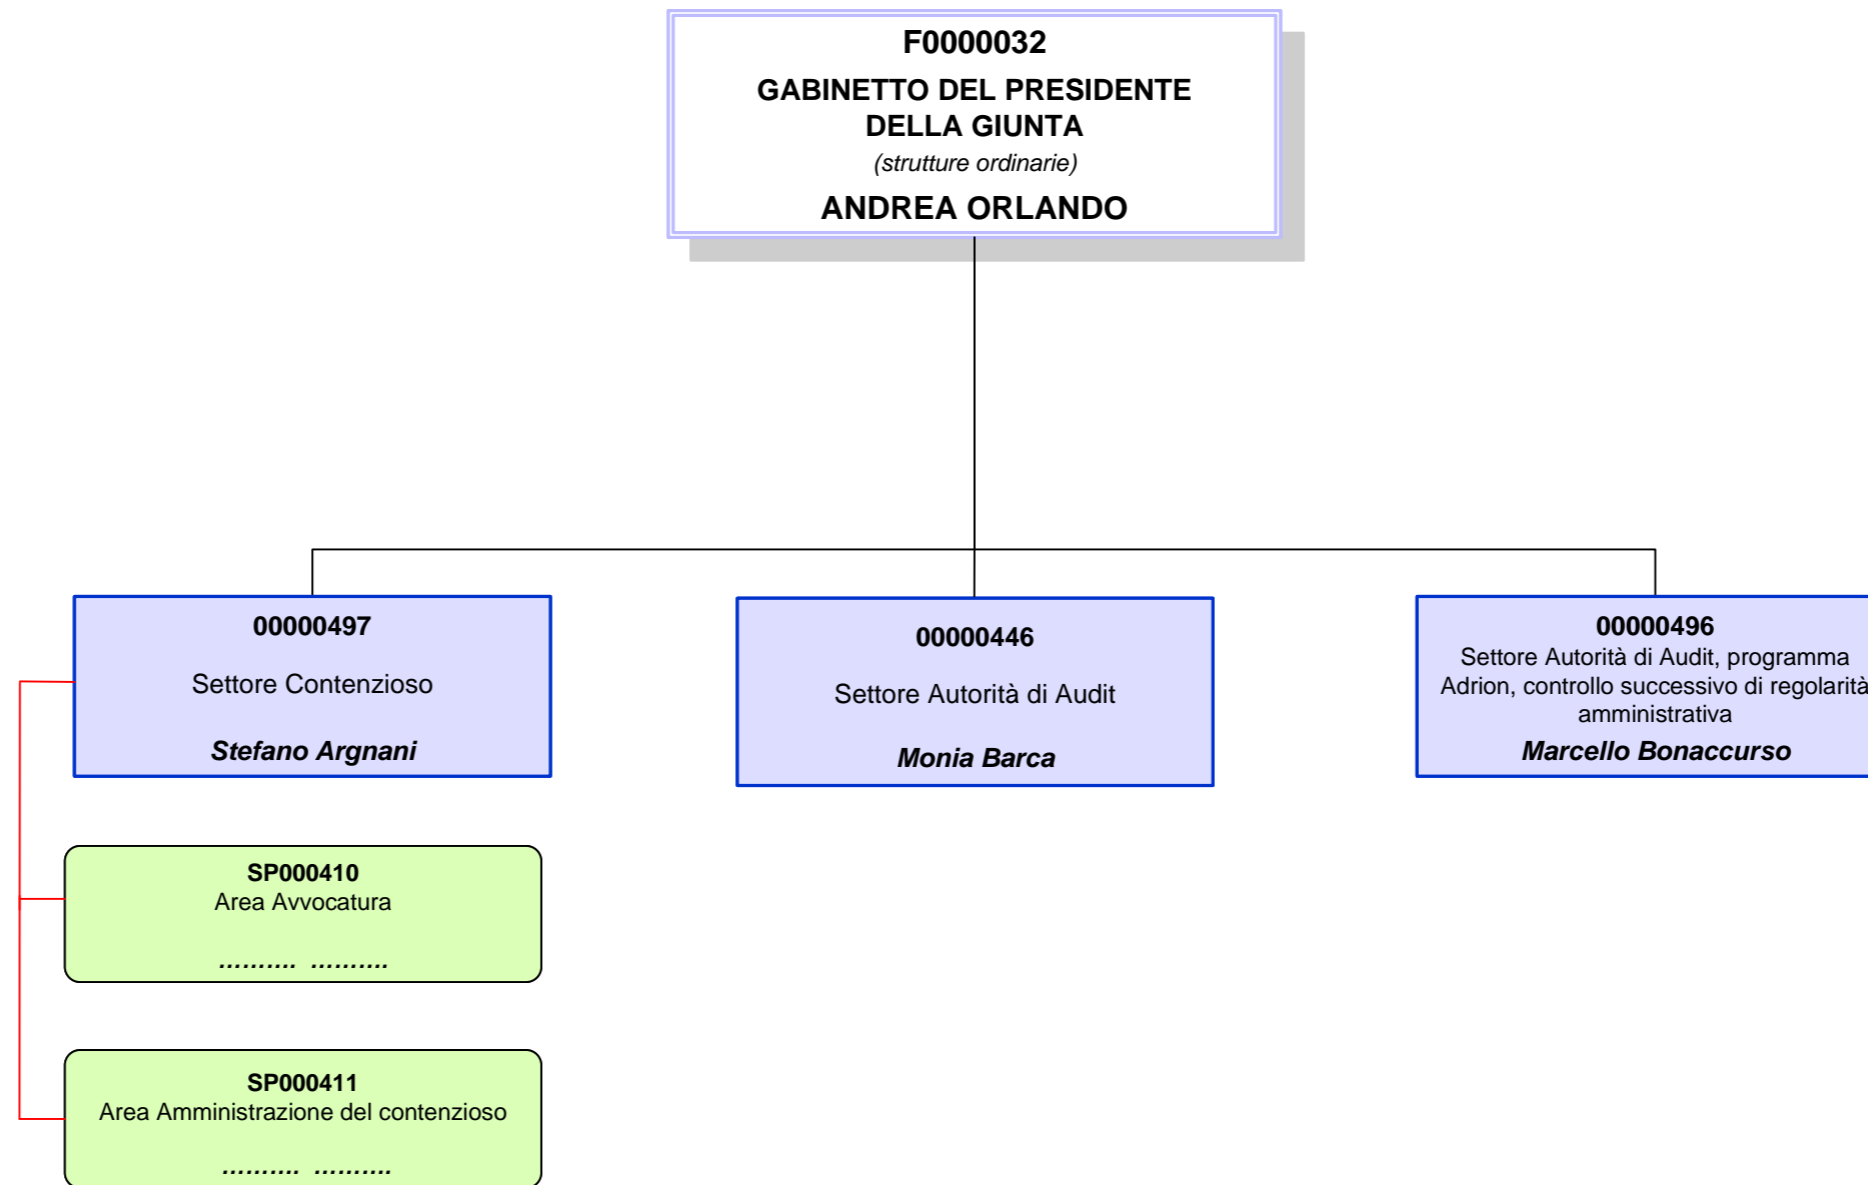 F0000032
GABINETTO DEL PRESIDENTE
DELLA GIUNTA
(strutture ordinarie)
ANDREA ORLANDO
00000497
Settore Contenzioso
Stefano Argnani
00000446
Settore Autorità di Audit
Monia Barca
00000496
Settore Autorità di Audit, programma
Adrion, controllo successivo di regolarità
amministrativa
Marcello Bonaccurso
SP000410
Area Avvocatura
………. ……….
SP000411
Area Amministrazione del contenzioso
………. ……….